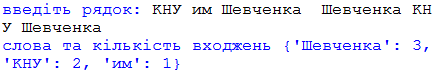 введіть рядок: КНУ им Шевченка  Шевченка КН
У Шевченка
слова та кількість входжень {'Шевченка': 3,
'КНУ': 2, 'им': 1}